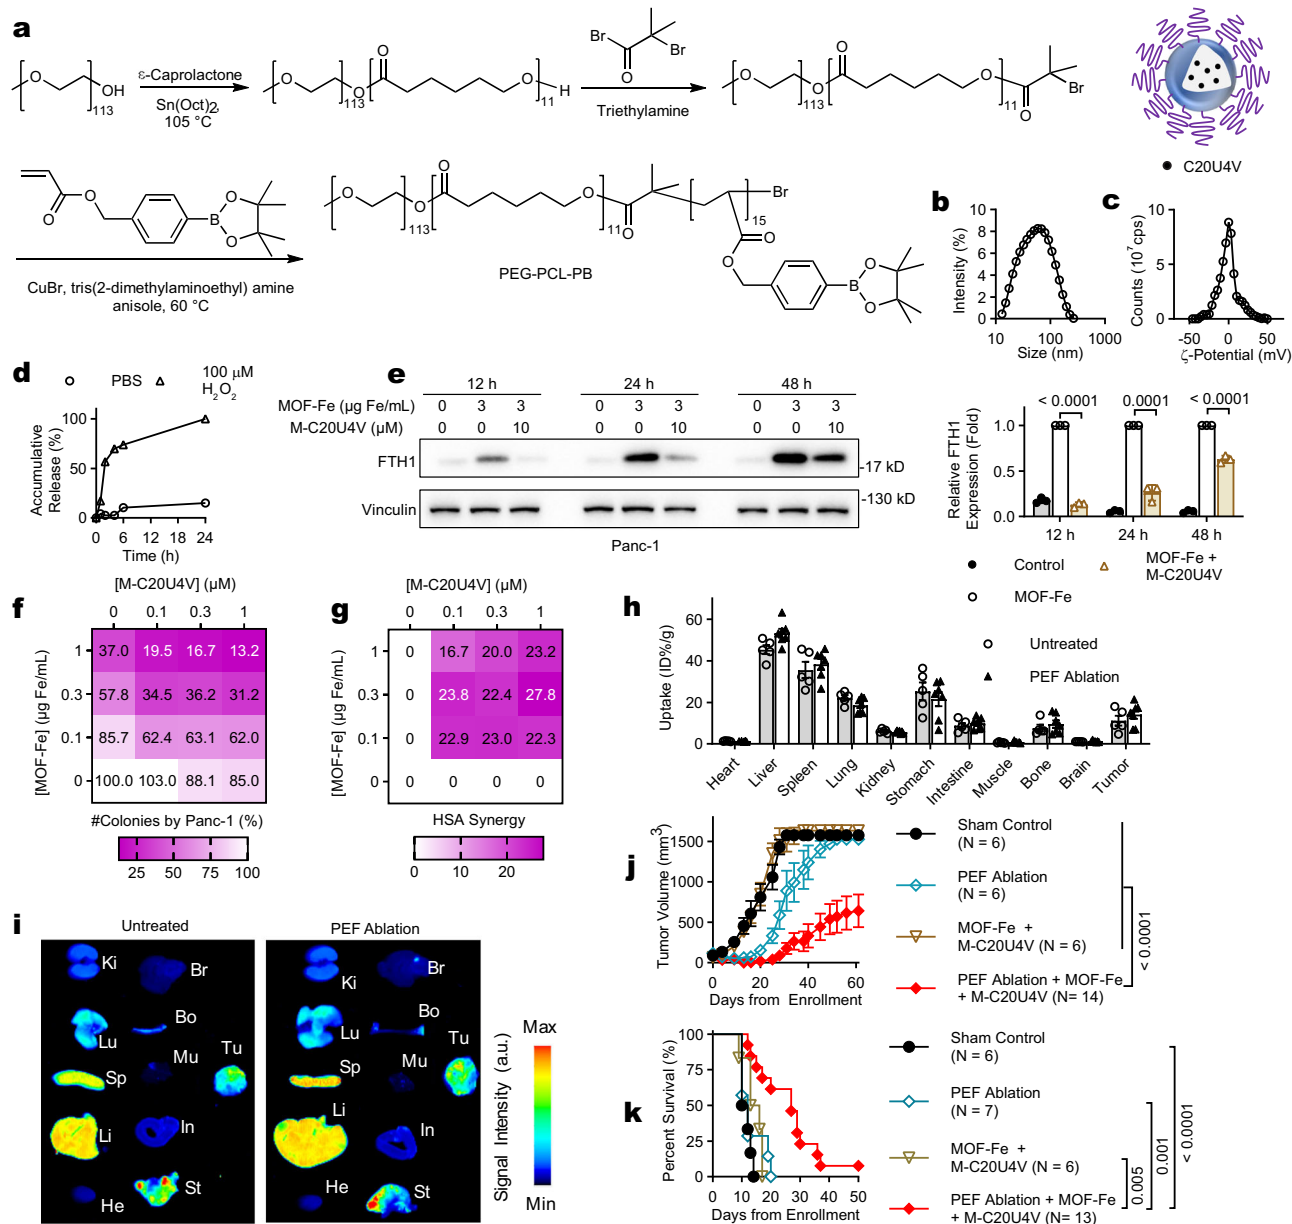 a
O
OH
113
ε-Caprolactone
Sn(Oct)2
105 °C
O
O
113
O
O
11
H
Br
O
Br
Triethylamine
O
O
113
O
O
11
O
Br
C20U4V
O
O
B
O
O
CuBr, tris(2-dimethylaminoethyl) amine
anisole, 60 °C
O
O
113
O
O
11
O
Br
15
O
O
B
O
O
PEG-PCL-PB
b
Intensity (%)
10
8
6
4
2
0
10
100
1000
Size (nm)
c
Counts (10⁷ cps)
10
5
0
-50
0
50
ζ-Potential (mV)
d
PBS
100 μM
H₂O₂
Accumulative
Release (%)
100
50
0
0 6 12 18 24
Time (h)
e
12 h 24 h 48 h
MOF-Fe (μg Fe/mL) 0 3 3 0 3 3 0 3 3
M-C20U4V (μM) 0 0 10 0 0 10 0 0 10
FTH1
-17 kD
Vinculin
-130 kD
Panc-1
Relative FTH1
Expression (Fold)
1.0
0.5
0.0
< 0.0001 0.0001 < 0.0001
12 h 24 h 48 h
Control
MOF-Fe +
M-C20U4V
MOF-Fe
f
[M-C20U4V] (μM)
0 0.1 0.3 1
[MOF-Fe] (μg Fe/mL)
1 37.0 19.5 16.7 13.2
0.3 57.8 34.5 36.2 31.2
0.1 85.7 62.4 63.1 62.0
0 100.0 103.0 88.1 85.0
#Colonies by Panc-1 (%)
25 50 75 100
g
[M-C20U4V] (μM)
0 0.1 0.3 1
[MOF-Fe] (μg Fe/mL)
1 0 16.7 20.0 23.2
0.3 0 23.8 22.4 27.8
0.1 0 22.9 23.0 22.3
0 0 0 0 0
HSA Synergy
0 10 20
h
Uptake (ID%/g)
60
40
20
0
Untreated
PEF Ablation
Heart
Liver
Spleen
Lung
Kidney
Stomach
Intestine
Muscle
Bone
Brain
Tumor
i
Untreated
Ki
Br
Lu
Bo
Mu
Tu
Sp
Li
In
He
St
PEF Ablation
Ki
Br
Lu
Bo
Tu
Sp
Mu
Li
In
He
St
Signal Intensity (a.u.)
Max
Min
j
Tumor Volume (mm³)
1500
1000
500
0
0 20 40 60
Days from Enrollment
Sham Control
(N = 6)
PEF Ablation
(N = 6)
MOF-Fe +
M-C20U4V (N = 6)
PEF Ablation + MOF-Fe
+ M-C20U4V (N= 14)
< 0.0001
k
Percent Survival (%)
100
75
50
25
0
0 10 20 30 40 50
Days from Enrollment
Sham Control
(N = 6)
PEF Ablation
(N = 7)
MOF-Fe +
M-C20U4V (N = 6)
PEF Ablation + MOF-Fe
+ M-C20U4V (N= 13)
0.005
0.001
< 0.0001